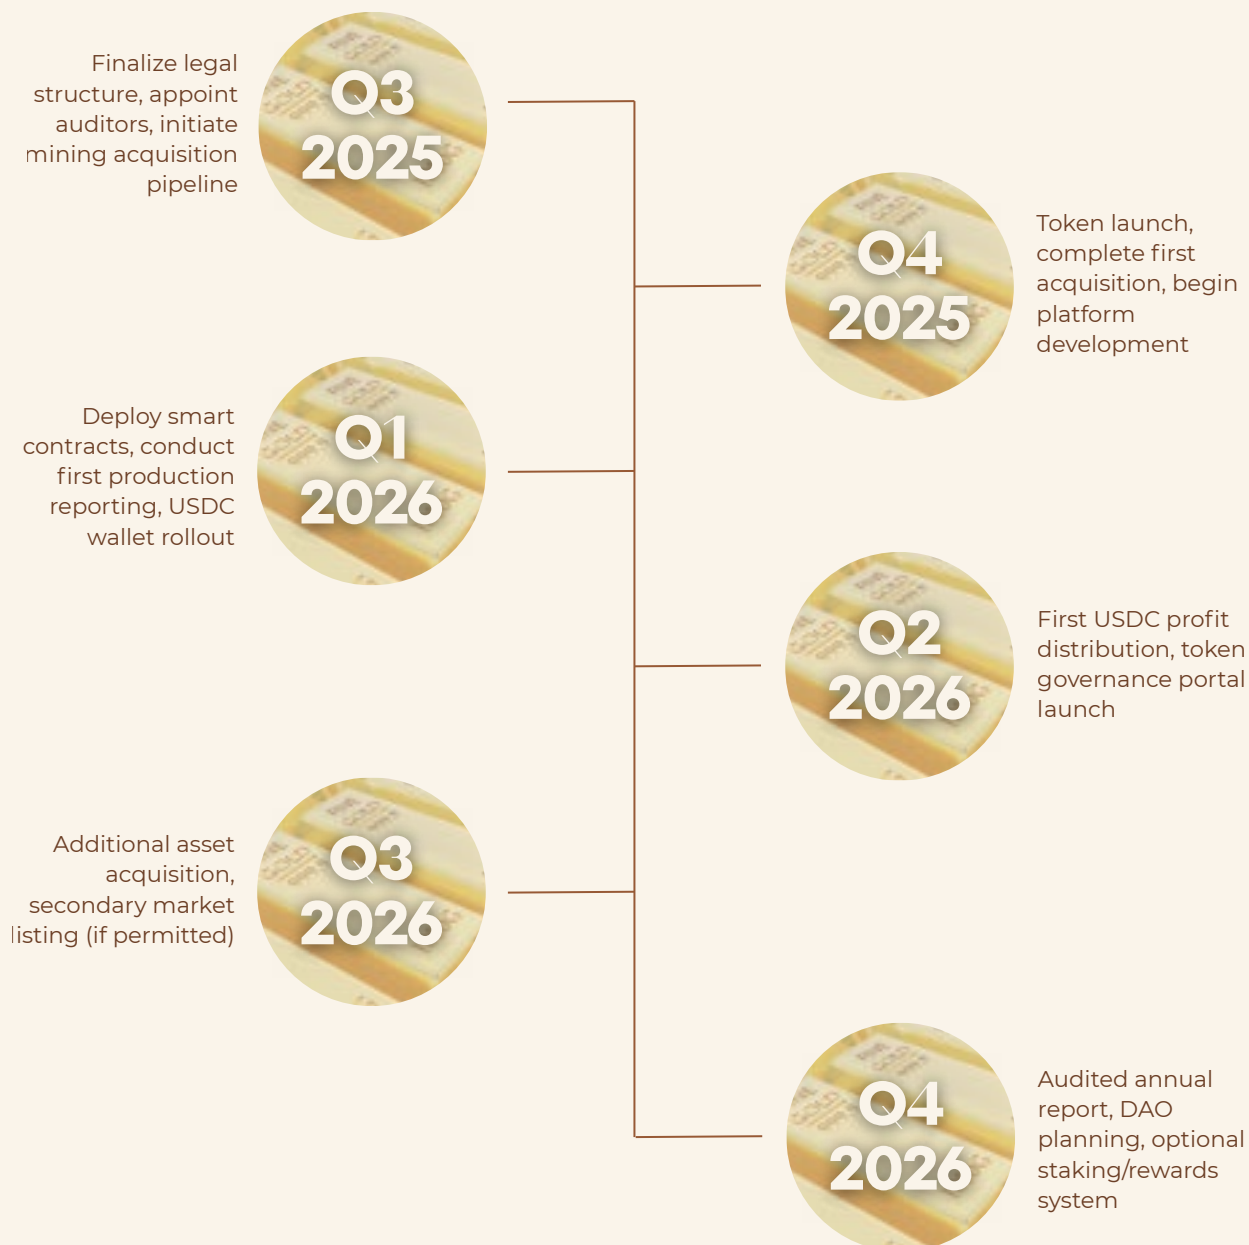 Finalize legal
structure, appoint
auditors, initiate
mining acquisition
pipeline
Q3
2025
Q4
2025
Token launch,
complete first
acquisition, begin
platform
development
Deploy smart
contracts, conduct
first production
reporting, USDC
wallet rollout
Q1
2026
Q2
2026
First USDC profit
distribution, token
governance portal
launch
Additional asset
acquisition,
secondary market
listing (if permitted)
Q3
2026
Q4
2026
Audited annual
report, DAO
planning, optional
staking/rewards
system